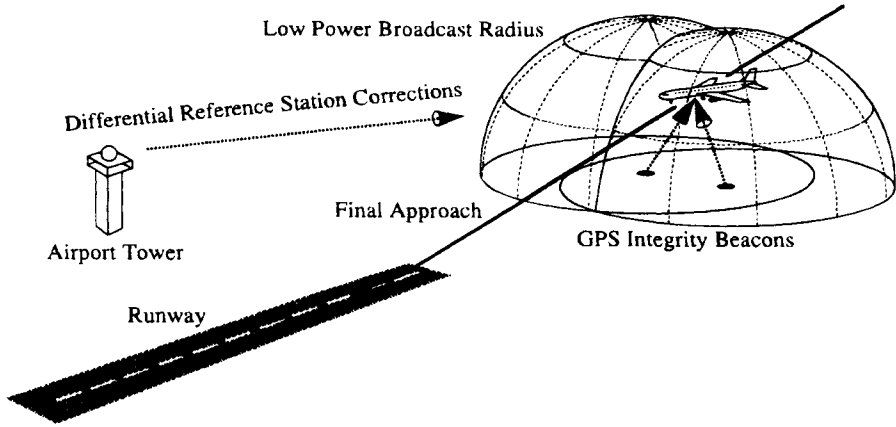 Low Power Broadcast Radius
Differential Reference Station Corrections
Final Approach
Airport Tower
GPS Integrity Beacons
Runway